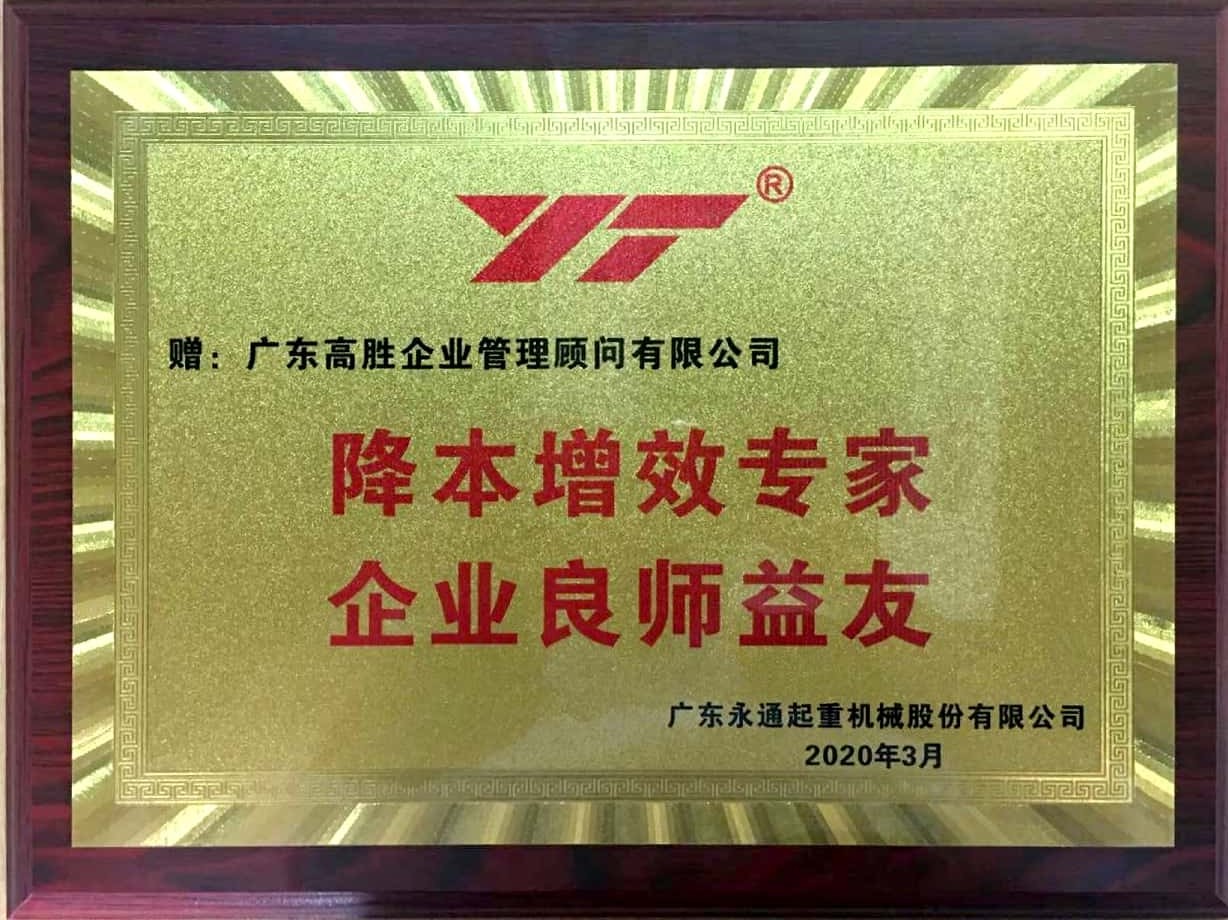 YT®
赠：广东高胜企业管理顾问有限公司
降本增效专家
企业良师益友
广东永通起重机械股份有限公司
2020年3月